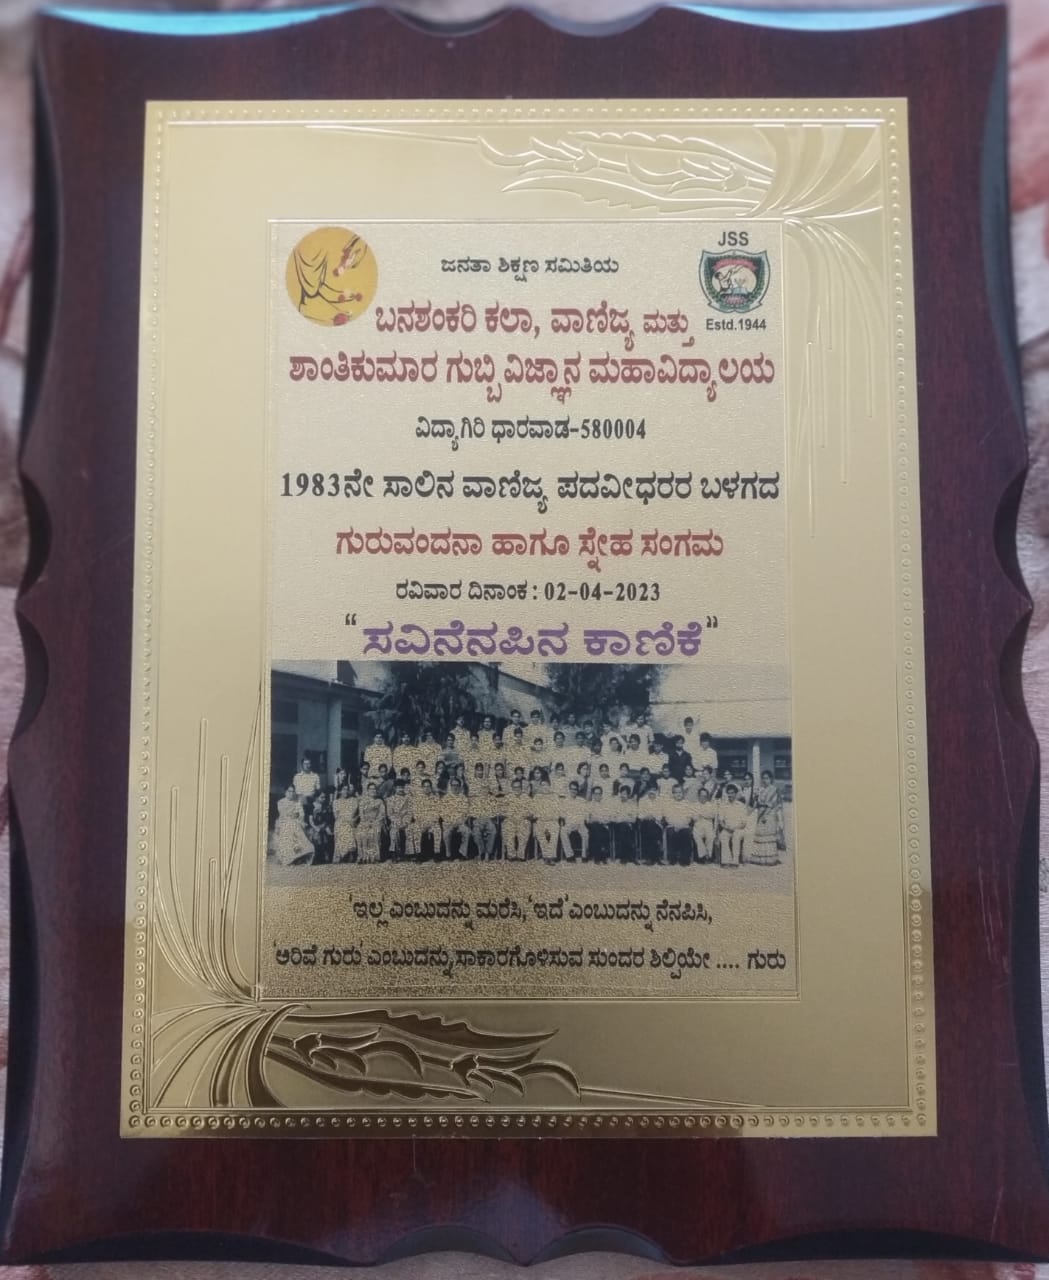 JSS
ಜನತಾ ಶಿಕ್ಷಣ ಸಮಿತಿಯ
Estd.1944
ಬನಶಂಕರಿ ಕಲಾ, ವಾಣಿಜ್ಯ ಮತ್ತು
ಶಾಂತಿಕುಮಾರ ಗುಬ್ಬಿ ವಿಜ್ಞಾನ ಮಹಾವಿದ್ಯಾಲಯ
ವಿದ್ಯಾಗಿರಿ ಧಾರವಾಡ-580004
1983ನೇ ಸಾಲಿನ ವಾಣಿಜ್ಯ ಪದವೀಧರರ ಬಳಗದ
ಗುರುವಂದನಾ ಹಾಗೂ ಸ್ನೇಹ ಸಂಗಮ
ರವಿವಾರ ದಿನಾಂಕ : 02-04-2023
“ಸವಿನೆನಪಿನ ಕಾಣಿಕೆ”
'ಇಲ್ಲ' ಎಂಬುದನ್ನು ಮರೆಸಿ, 'ಇದೆ' ಎಂಬುದನ್ನು ನೆನಪಿಸಿ,
'ಅರಿವೆ ಗುರು' ಎಂಬುದನ್ನು ಸಾಕಾರಗೊಳಿಸುವ ಸುಂದರ ಶಿಲ್ಪಿಯೇ .... ಗುರು